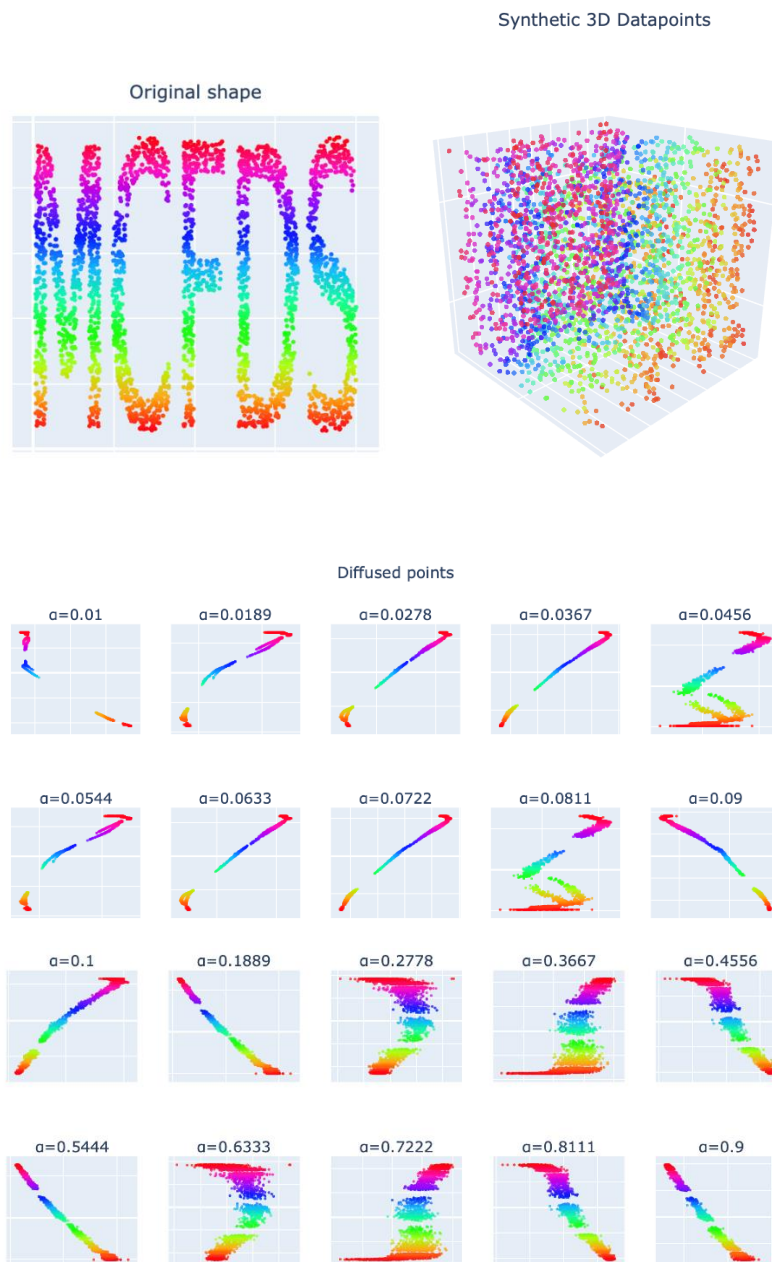 Synthetic 3D Datapoints
Original shape
MCFDS
Diffused points
α=0.01 α=0.0189 α=0.0278 α=0.0367 α=0.0456
α=0.0544 α=0.0633 α=0.0722 α=0.0811 α=0.09
α=0.1 α=0.1889 α=0.2778 α=0.3667 α=0.4556
α=0.5444 α=0.6333 α=0.7222 α=0.8111 α=0.9